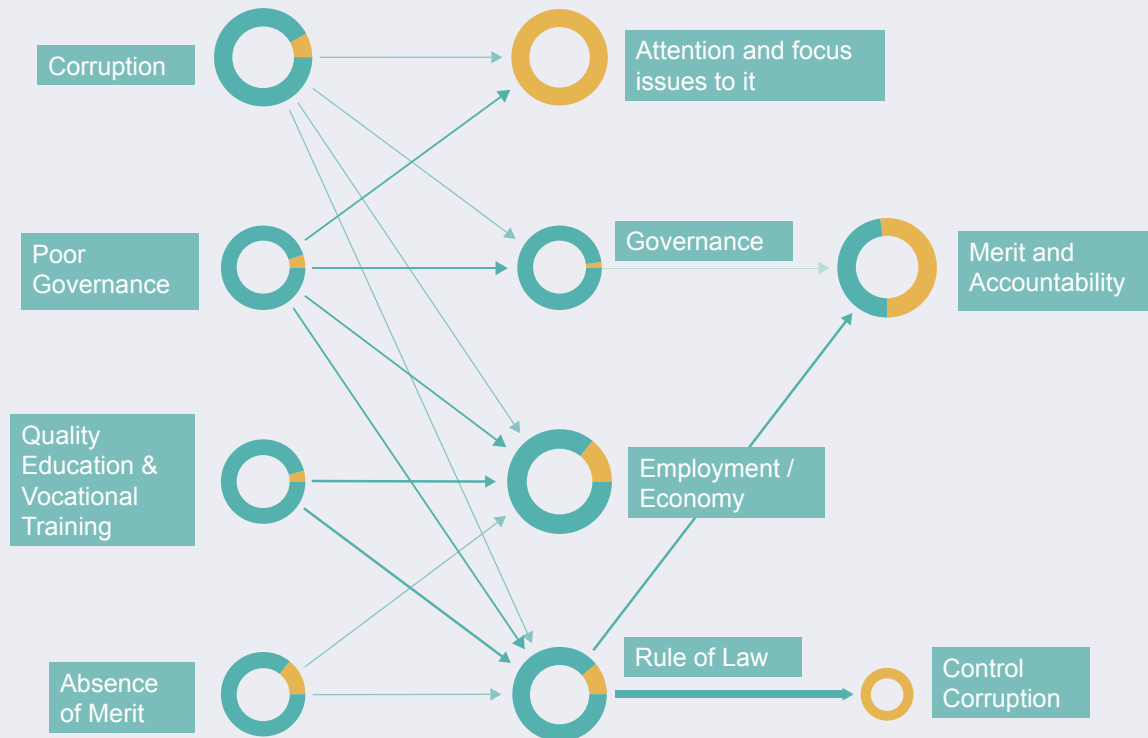 Corruption
Attention and focus
issues to it
Poor
Governance
Governance
Merit and
Accountability
Quality
Education &
Vocational
Training
Employment /
Economy
Absence
of Merit
Rule of Law
Control
Corruption